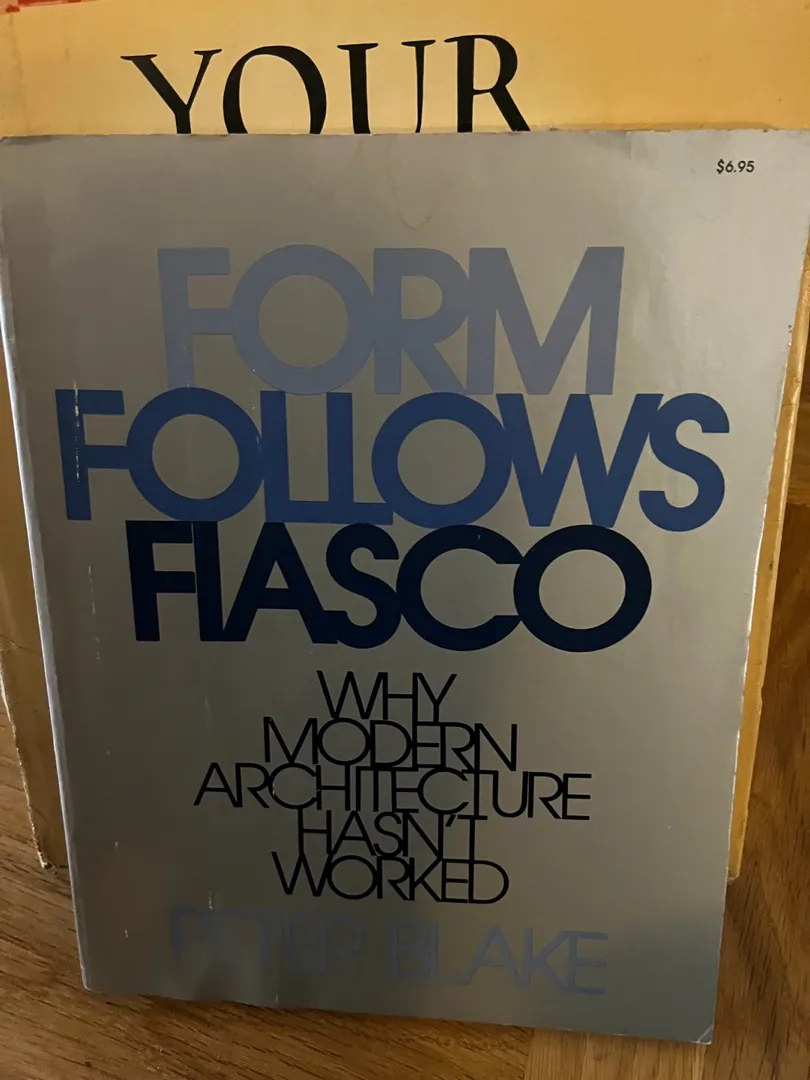 YOUR
$6.95
FORM
FOLLOWS
FIASCO
WHY
MODERN
ARCHITECTURE
HASN'T
WORKED
PETER BLAKE